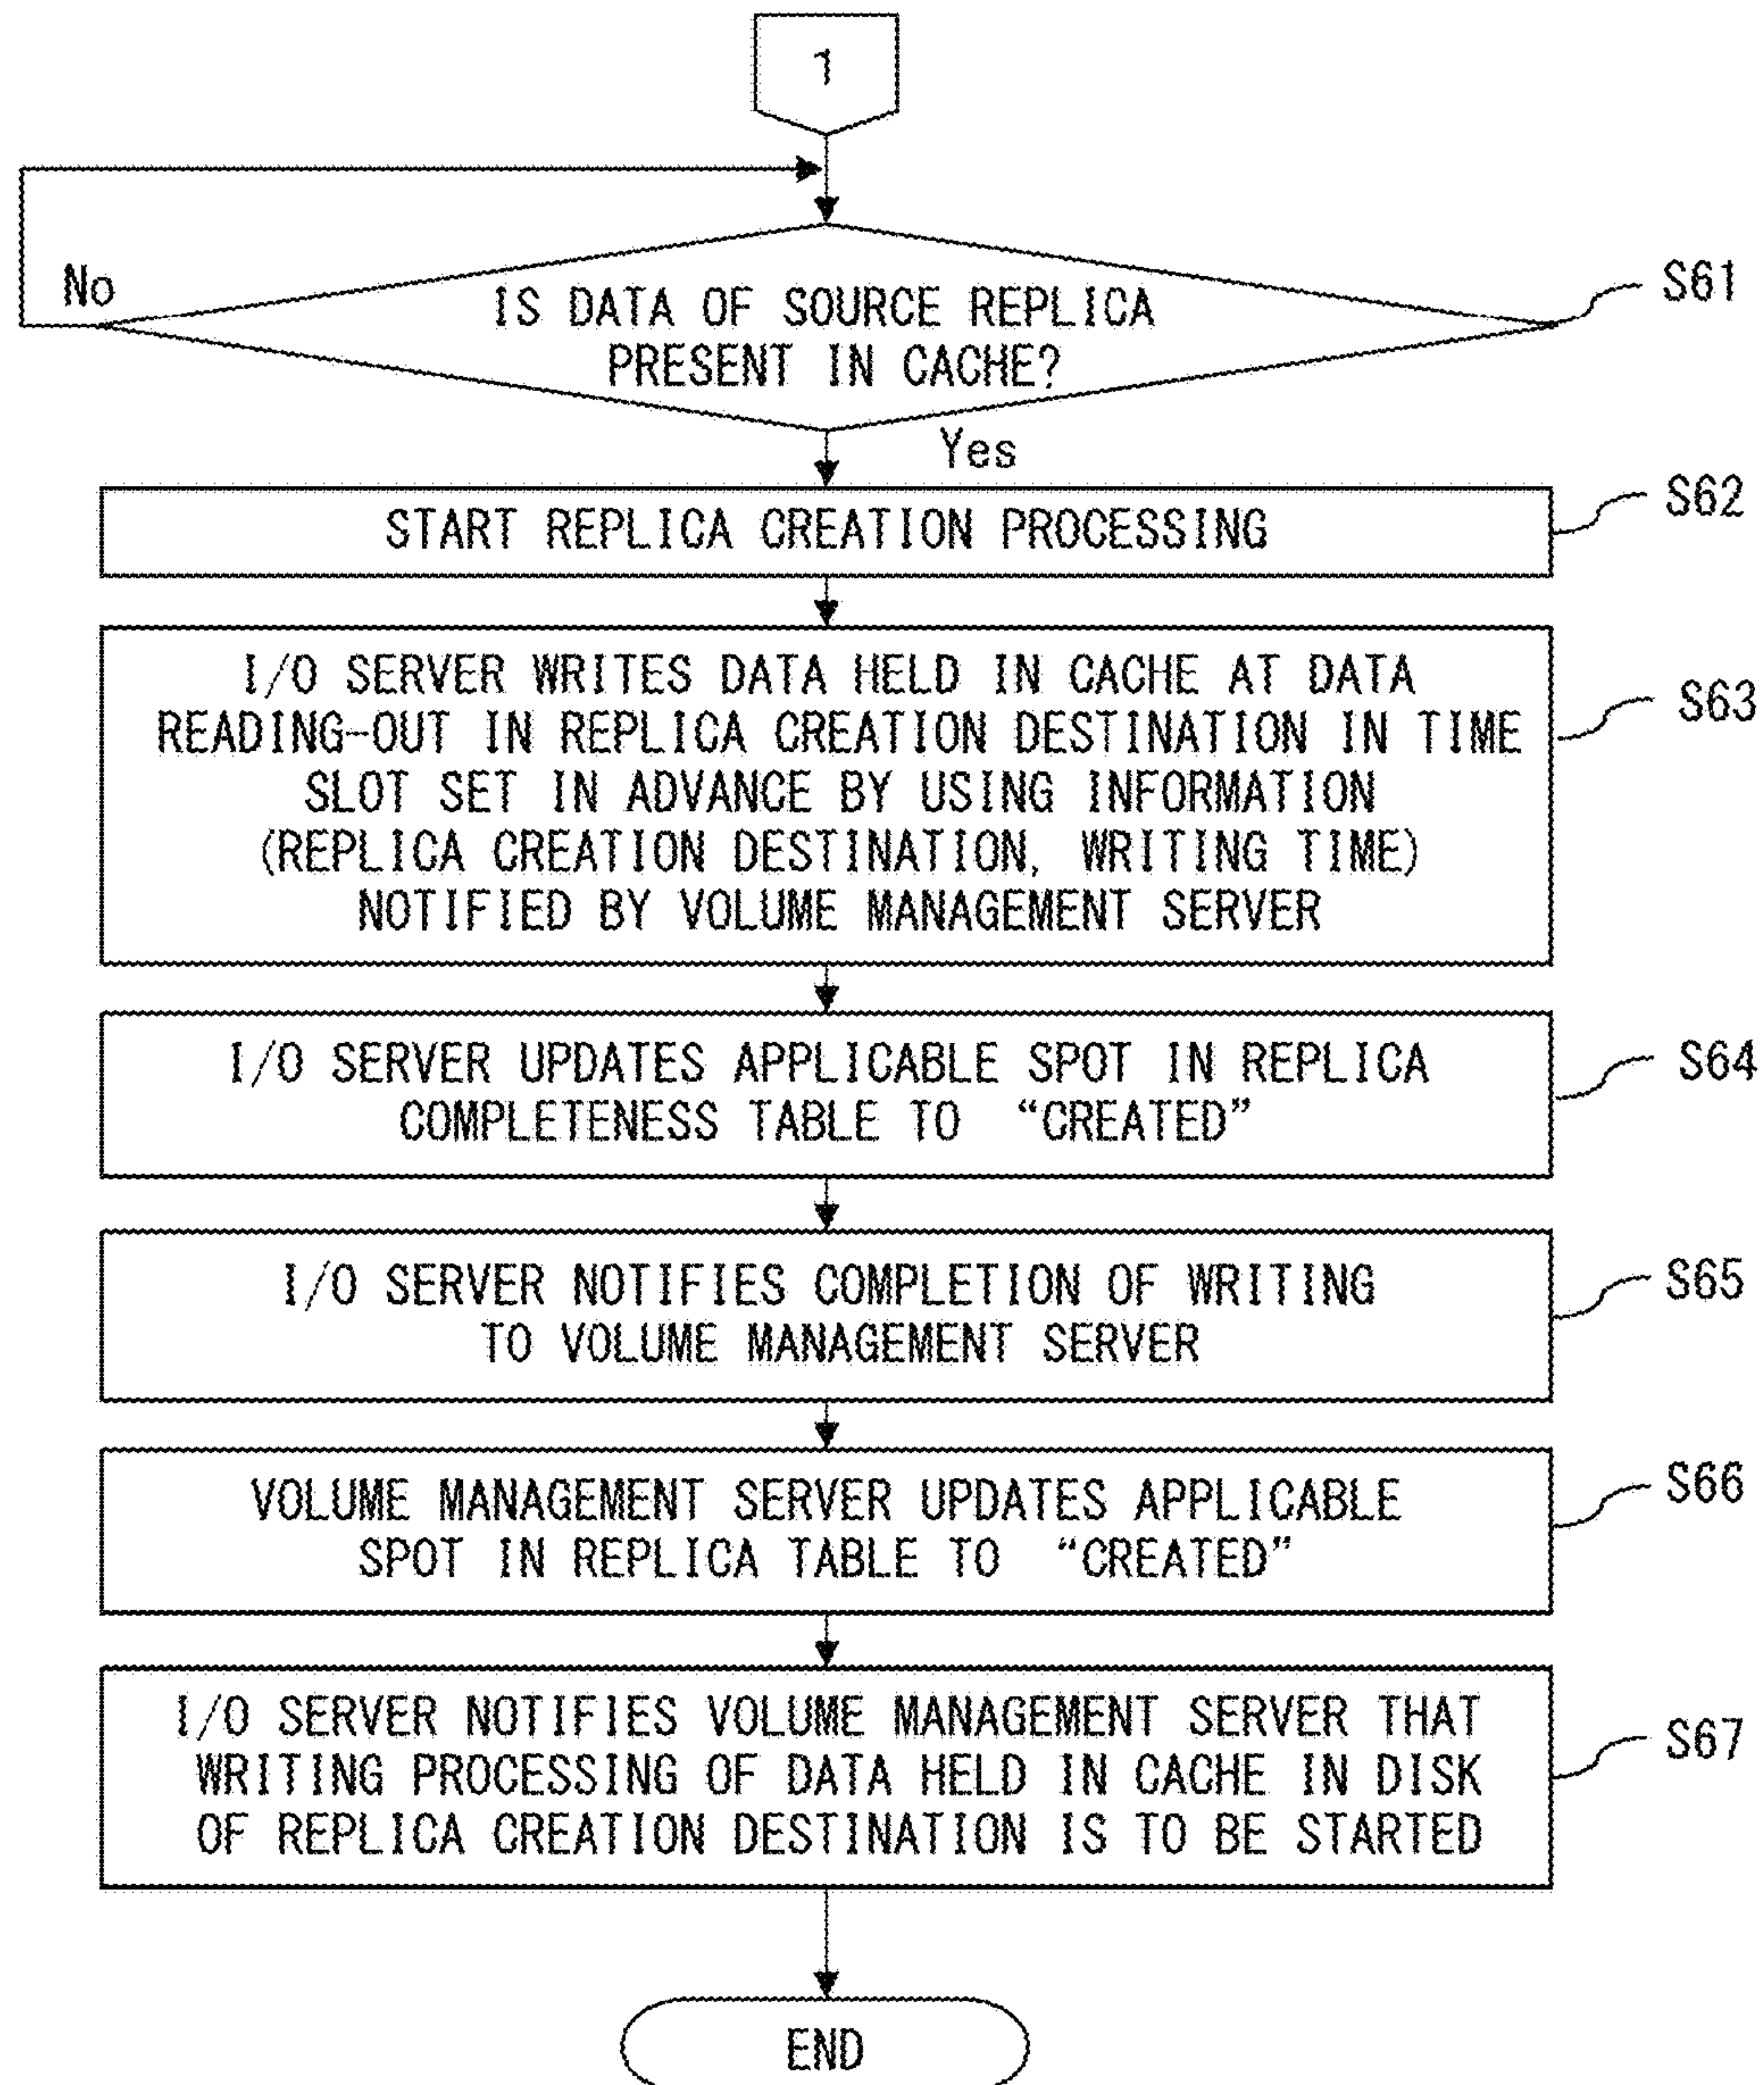 1
No
IS DATA OF SOURCE REPLICA
PRESENT IN CACHE?
S61
Yes
START REPLICA CREATION PROCESSING
S62
I/O SERVER WRITES DATA HELD IN CACHE AT DATA
READING-OUT IN REPLICA CREATION DESTINATION IN TIME
SLOT SET IN ADVANCE BY USING INFORMATION
(REPLICA CREATION DESTINATION, WRITING TIME)
NOTIFIED BY VOLUME MANAGEMENT SERVER
S63
I/O SERVER UPDATES APPLICABLE SPOT IN REPLICA
COMPLETENESS TABLE TO “CREATED”
S64
I/O SERVER NOTIFIES COMPLETION OF WRITING
TO VOLUME MANAGEMENT SERVER
S65
VOLUME MANAGEMENT SERVER UPDATES APPLICABLE
SPOT IN REPLICA TABLE TO “CREATED”
S66
I/O SERVER NOTIFIES VOLUME MANAGEMENT SERVER THAT
WRITING PROCESSING OF DATA HELD IN CACHE IN DISK
OF REPLICA CREATION DESTINATION IS TO BE STARTED
S67
END